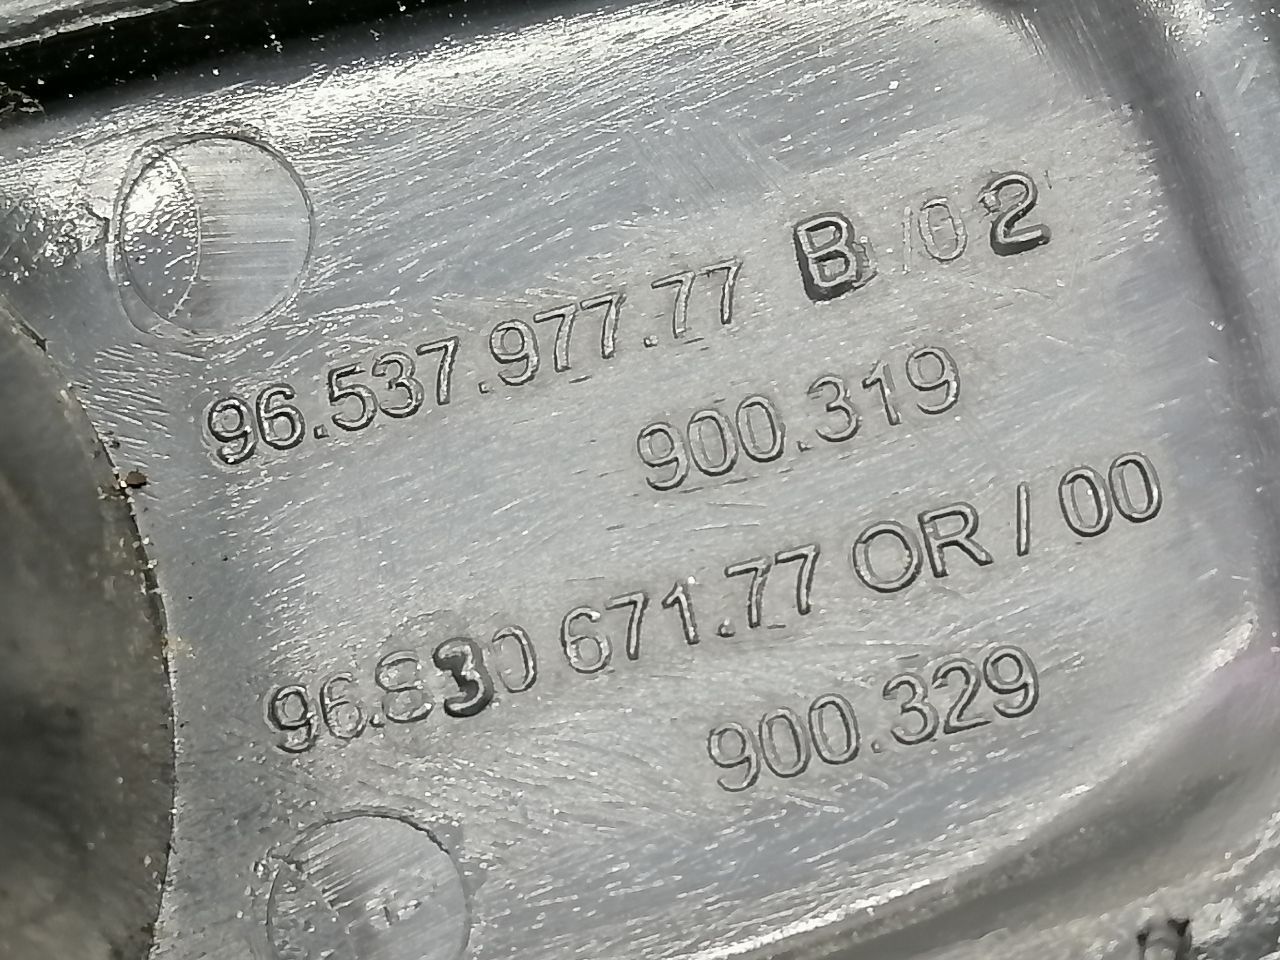 96.537.977.77 B /02
900.319
96.830 671.77 OR / 00
900.329